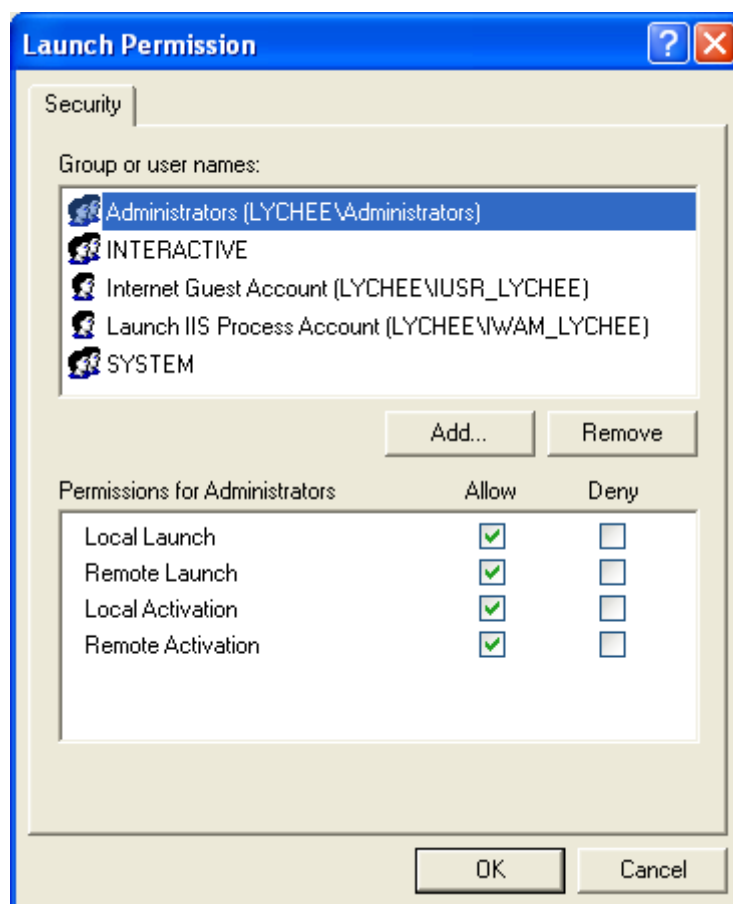 Launch Permission
Security
Group or user names:
Administrators (LYCHEE\Administrators)
INTERACTIVE
Internet Guest Account (LYCHEE\IUSR_LYCHEE)
Launch IIS Process Account (LYCHEE\IWAM_LYCHEE)
SYSTEM
Add... Remove
Permissions for Administrators Allow Deny
Local Launch
Remote Launch
Local Activation
Remote Activation
OK Cancel